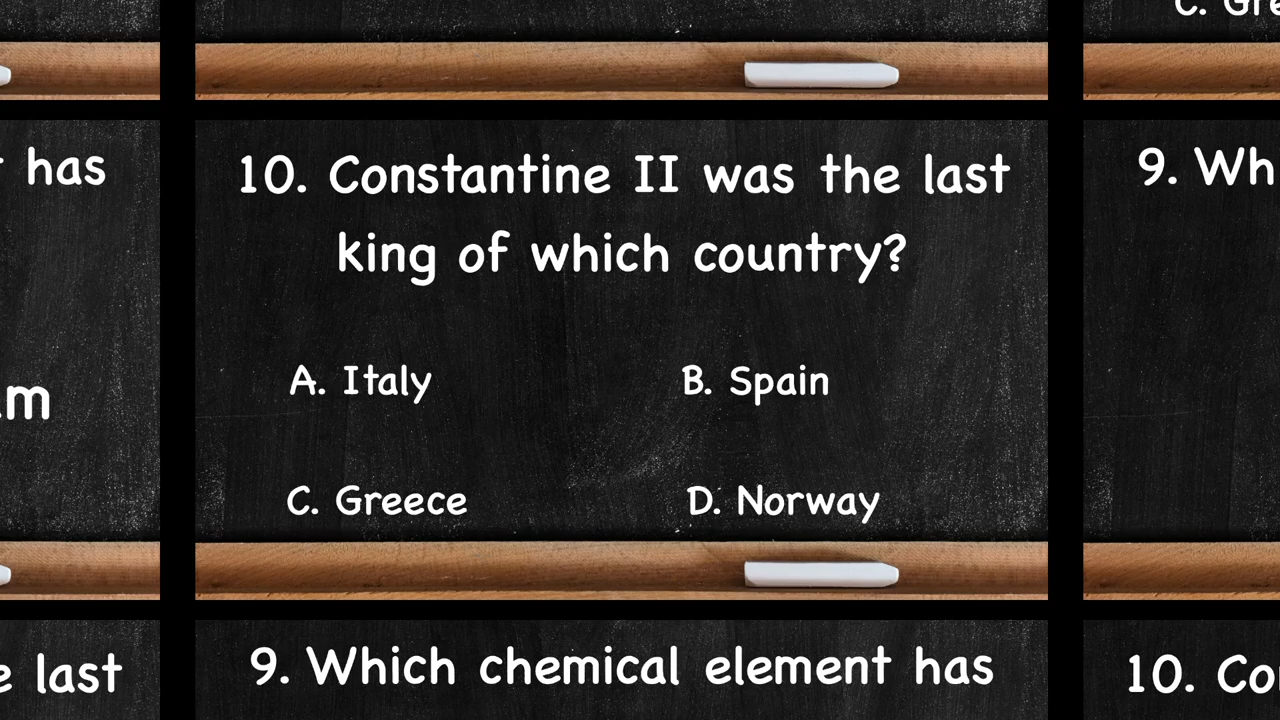 C. Gre
has
10. Constantine II was the last
king of which country?
9. Wh
A. Italy
B. Spain
C. Greece
D. Norway
last
9. Which chemical element has
10. Co